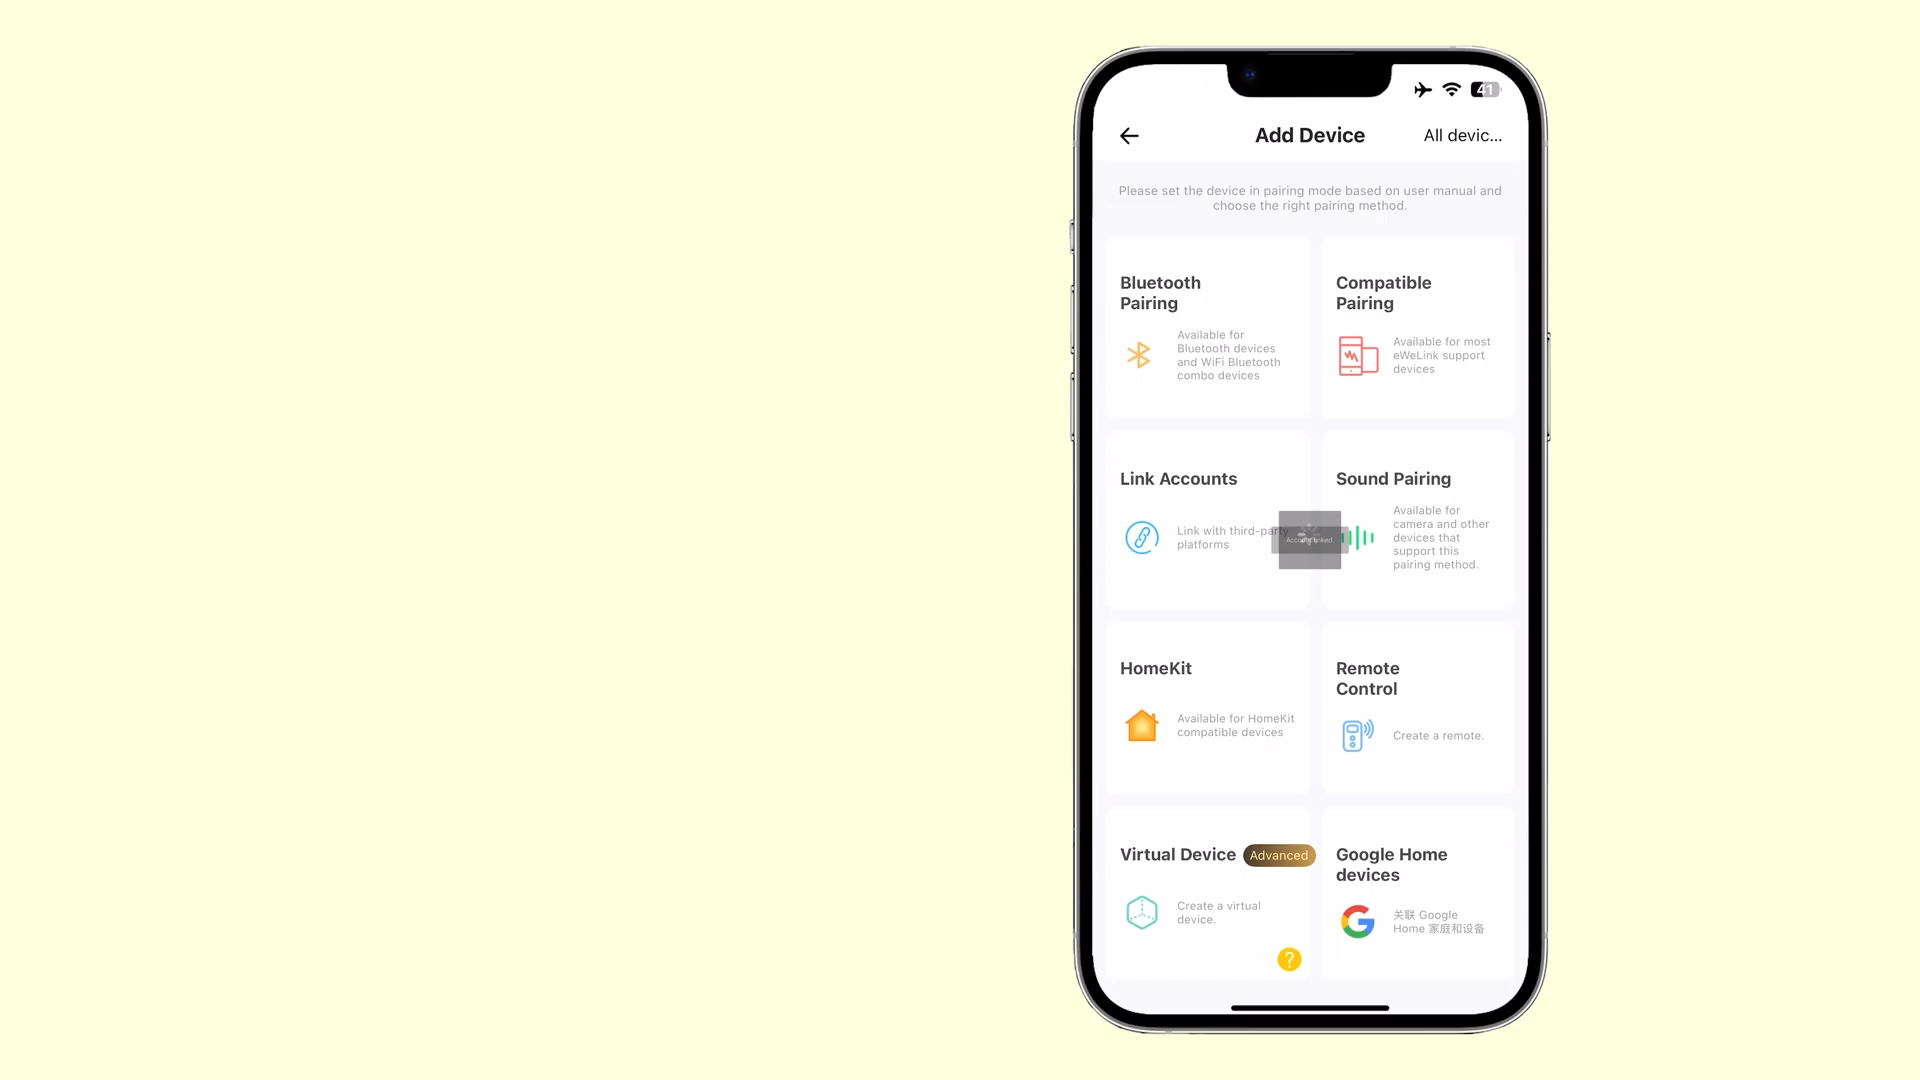 41
Add Device
All devic...
Please set the device in pairing mode based on user manual and
choose the right pairing method.
Bluetooth
Pairing
Available for
Bluetooth devices
and WiFi Bluetooth
combo devices
Compatible
Pairing
Available for most
eWeLink support
devices
Link Accounts
Link with third-party
platforms
Account linked.
Sound Pairing
Available for
camera and other
devices that
support this
pairing method.
HomeKit
Available for HomeKit
compatible devices
Remote
Control
Create a remote.
Virtual Device
Advanced
Create a virtual
device.
?
Google Home
devices
关联 Google
Home 家庭和设备